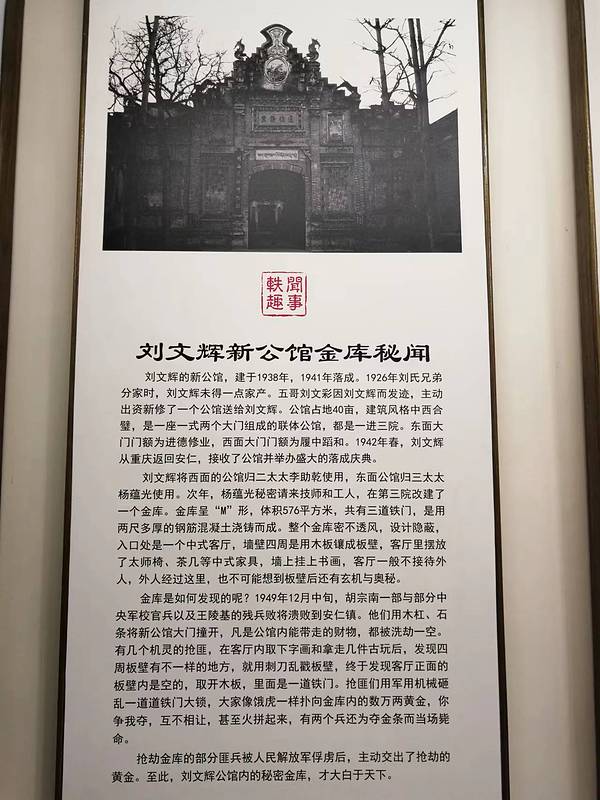 軼聞
趣事
刘文辉新公馆金库秘闻
刘文辉的新公馆，建于1938年，1941年落成。1926年刘氏兄弟
分家时，刘文辉未得一点家产。五哥刘文彩因刘文辉而发迹，主动
出资新修了一个公馆送给刘文辉。公馆占地40亩，建筑风格中西合
璧，是一座一式两个大门组成的联体公馆，都是一进三院。东面大
门门额为进德修业，西面大门门额为履中蹈和。1942年春，刘文辉
从重庆返回安仁，接收了公馆并举办盛大的落成庆典。
刘文辉将西面的公馆归二太太李助乾使用，东面公馆归三太太
杨蕴光使用。次年，杨蕴光秘密请来技师和工人，在第三院改建了
一个金库。金库呈“M”形，体积576平方米，共有三道铁门，是用
两尺多厚的钢筋混凝土浇铸而成。整个金库密不透风，设计隐蔽，
入口处是一个中式客厅，墙壁四周是用木板镶成板壁，客厅里摆放
了太师椅、茶几等中式家具，墙上挂上书画，客厅一般不接待外
人，外人经过这里，也不可能想到板壁后还有玄机与奥秘。
金库是如何发现的呢？1949年12月中旬，胡宗南一部与部分中
央军校官兵以及王陵基的残兵败将溃败到安仁镇。他们用木杠、石
条将新公馆大门撞开，凡是公馆内能带走的财物，都被洗劫一空。
有几个机灵的抢匪，在客厅内取下字画和拿走几件古玩后，发现四
周板壁有不一样的地方，就用刺刀乱戳板壁，终于发现客厅正面的
板壁内是空的，取开木板，里面是一道铁门。抢匪们用军用机械砸
乱一道道铁门大锁，大家像饿虎一样扑向金库内的数万两黄金，你
争我夺，互不相让，甚至火拼起来，有两个兵还为夺金条而当场毙
命。
抢劫金库的部分匪兵被人民解放军俘虏后，主动交出了抢劫的
黄金。至此，刘文辉公馆内的秘密金库，才大白于天下。